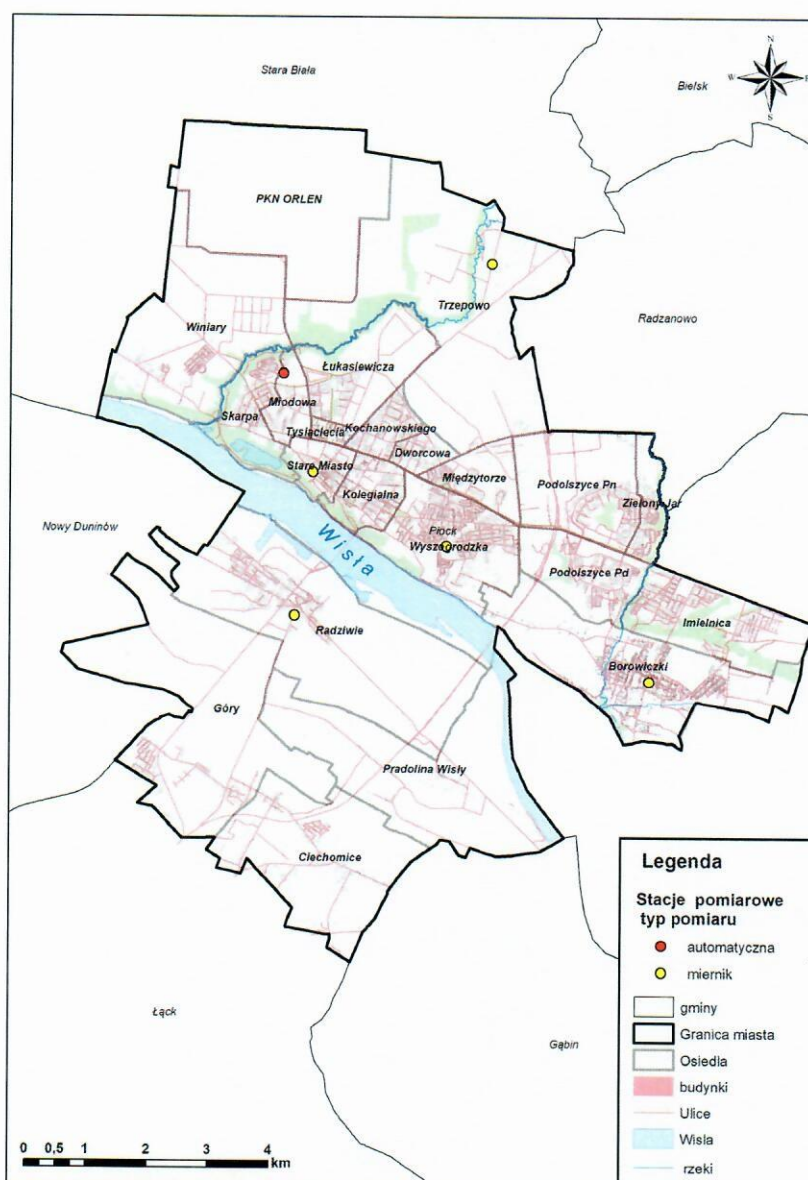 Stara Biała
Bielsk
N
W
E
S
PKN ORLEN
Trzepowo
Radzanowo
Winiary
Łukasiewicza
Młodowa
Skarpa
Tysiąclecia
Kochanowskiego
Dworcowa
Stare Miasto
Międzytorze
Podolszyce Pn
Kolegialna
Zielony Jar
Nowy Duninów
Płock
Wyszogrodzka
Wisła
Podolszyce Pd
Imielnica
Radziwie
Borowiczki
Góry
Pradolina Wisły
Ciechomice
Łąck
Gąbin
Legenda
Stacje pomiarowe
typ pomiaru
automatyczna
miernik
gminy
Granica miasta
Osiedla
budynki
Ulice
Wisla
rzeki
0 0,5 1 2 3 4
km